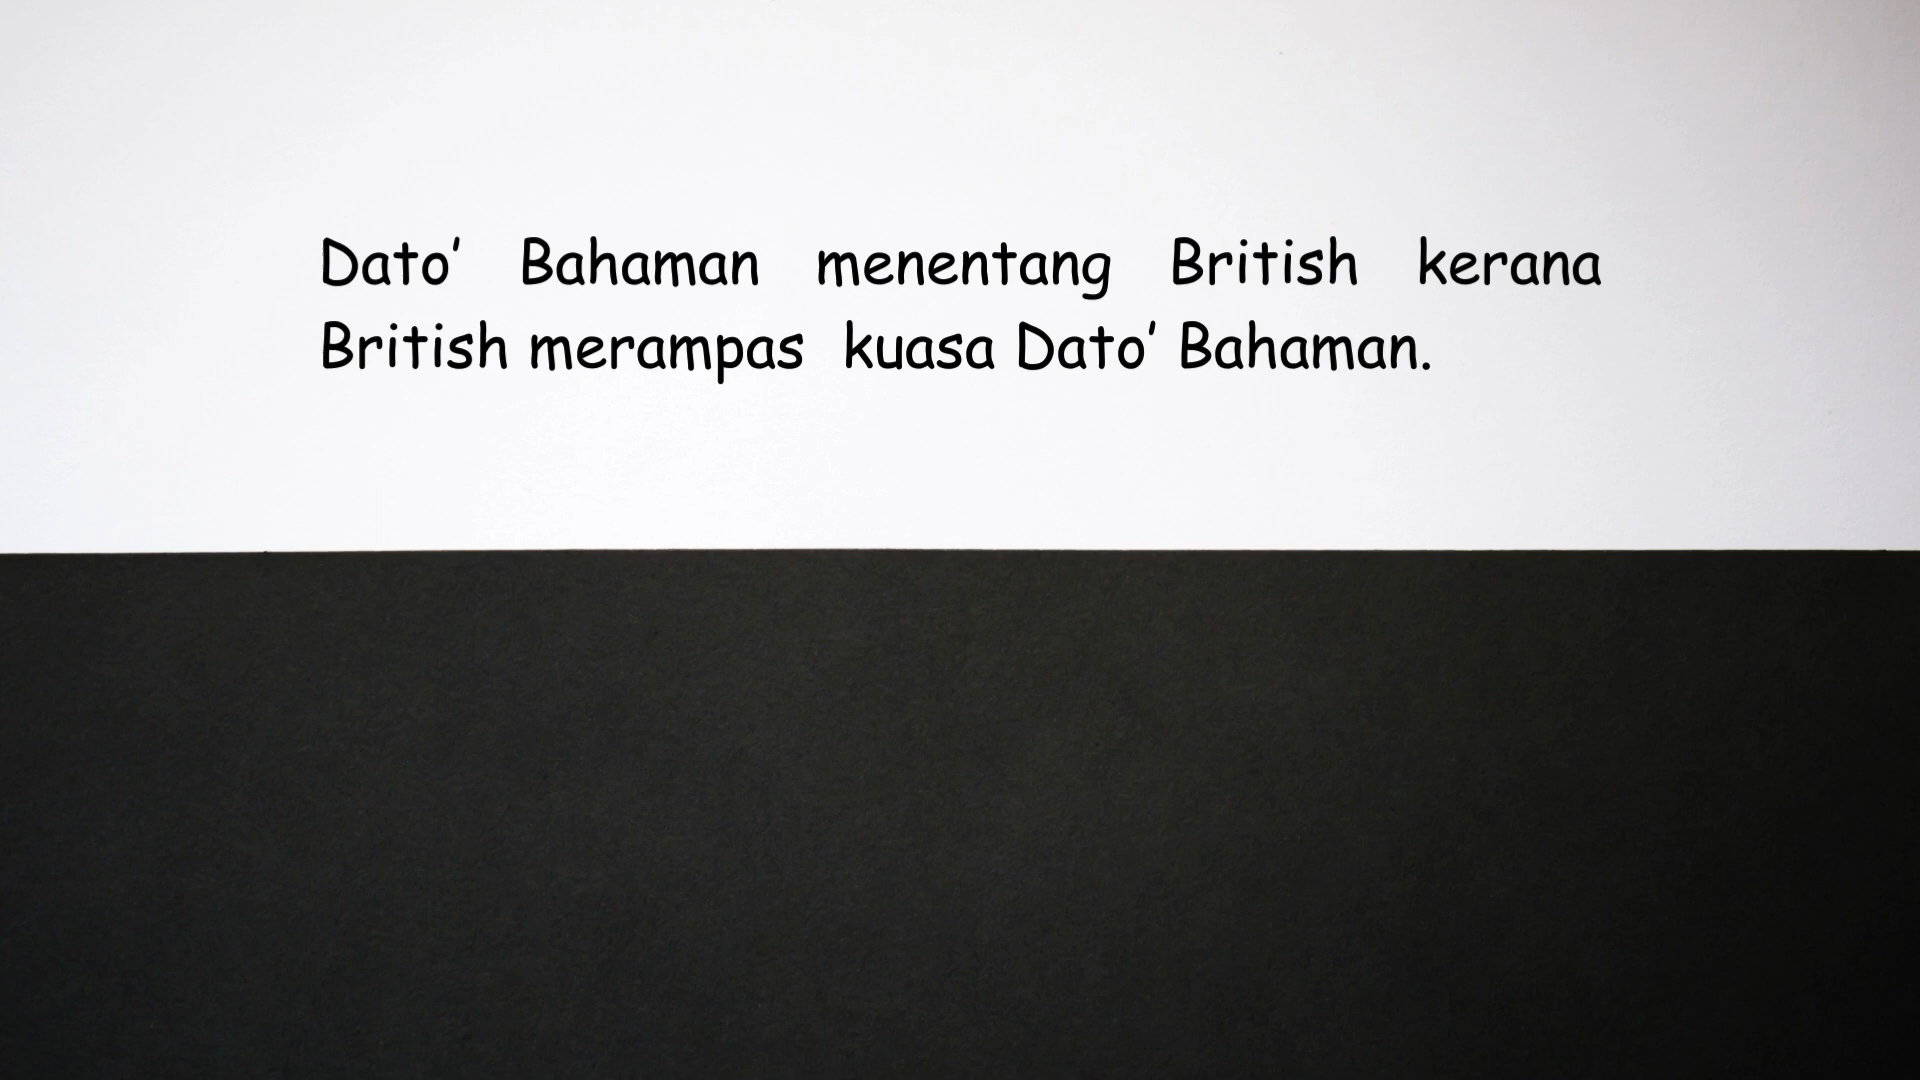 Dato’ Bahaman menentang British kerana
British merampas kuasa Dato’ Bahaman.